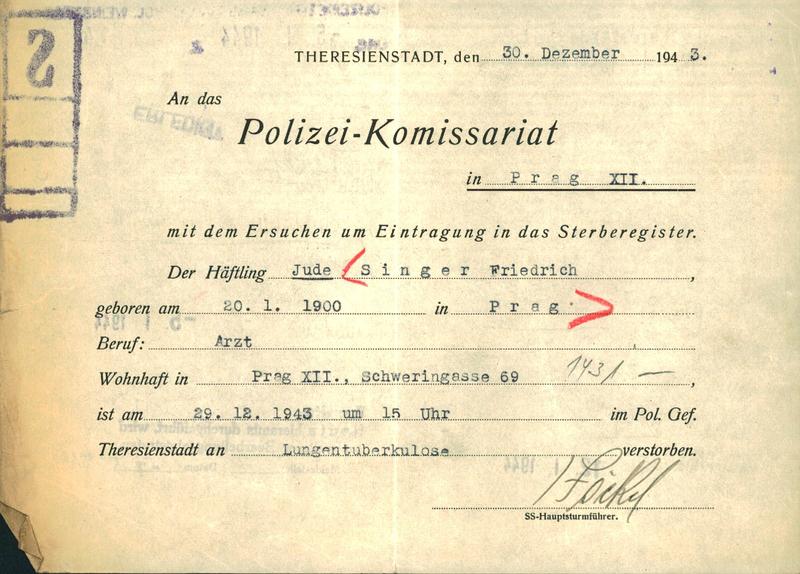 THERESIENSTADT, den 30. Dezember 1943.
An das
Polizei-Komissariat
in Prag XII.
mit dem Ersuchen um Eintragung in das Sterberegister.
Der Häftling Jude Singer Friedrich,
geboren am 20. 1. 1900 in Prag
Beruf: Arzt,
Wohnhaft in Prag XII., Schweringasse 69 1431 —,
ist am 29. 12. 1943 um 15 Uhr im Pol. Gef.
Theresienstadt an Lungentuberkulose verstorben.
SS-Hauptsturmführer.